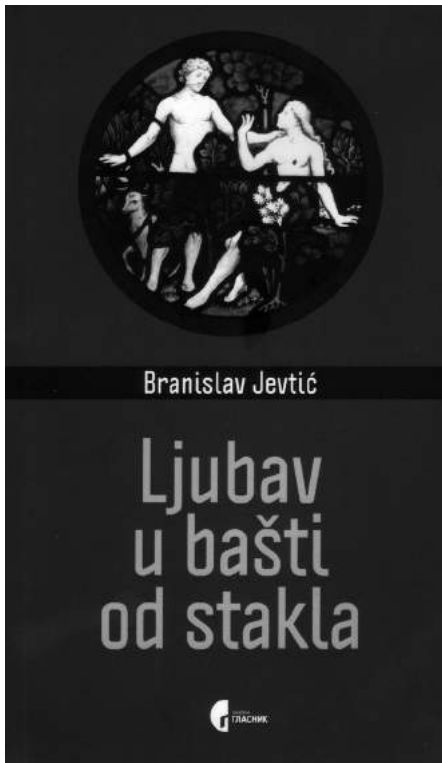 Branislav Jevtić
Ljubav
u bašti
od stakla
ГЛАСНИК